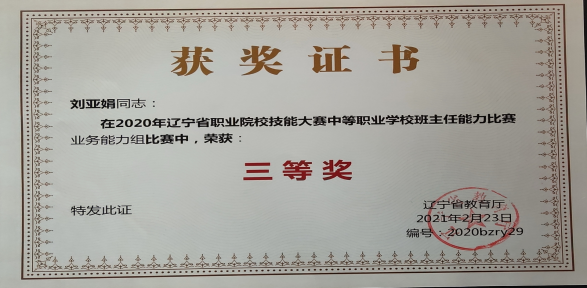 获奖证书
刘亚娟同志：
在2020年辽宁省职业院校技能大赛中等职业学校班主任能力比赛
业务能力组比赛中，荣获：
三等奖
特发此证
辽宁省教育厅
2021年2月23日
编号：2020bzry29